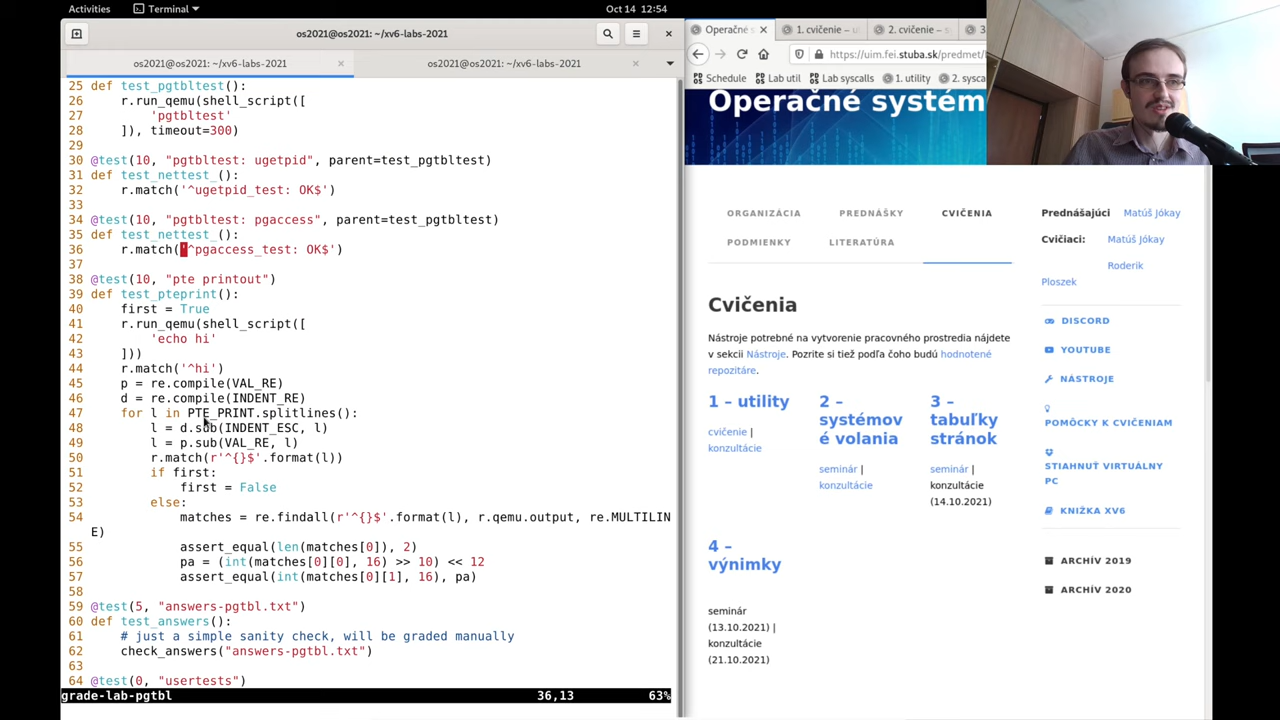 Activities
Terminal
Oct 14 12:54
os2021@os2021: ~/xv6-labs-2021
os2021@os2021: ~/xv6-labs-2021
os2021@os2021: ~/xv6-labs-2021
25 def test_pgtbltest():
26     r.run_qemu(shell_script([
27         'pgtbltest'
28     ]), timeout=300)
29
30 @test(10, "pgtbltest: ugetpid", parent=test_pgtbltest)
31 def test_nettest_():
32     r.match('^ugetpid_test: OK$')
33
34 @test(10, "pgtbltest: pgaccess", parent=test_pgtbltest)
35 def test_nettest_():
36     r.match('^pgaccess_test: OK$')
37
38 @test(10, "pte printout")
39 def test_pteprint():
40     first = True
41     r.run_qemu(shell_script([
42         'echo hi'
43     ]))
44     r.match('^hi')
45     p = re.compile(VAL_RE)
46     d = re.compile(INDENT_RE)
47     for l in PTE_PRINT.splitlines():
48         l = d.sub(INDENT_ESC, l)
49         l = p.sub(VAL_RE, l)
50         r.match(r'^{}$'.format(l))
51         if first:
52             first = False
53         else:
54             matches = re.findall(r'^{}$'.format(l), r.qemu.output, re.MULTILIN
E)
55             assert_equal(len(matches[0]), 2)
56             pa = (int(matches[0][0], 16) >> 10) << 12
57             assert_equal(int(matches[0][1], 16), pa)
58
59 @test(5, "answers-pgtbl.txt")
60 def test_answers():
61     # just a simple sanity check, will be graded manually
62     check_answers("answers-pgtbl.txt")
63
64 @test(0, "usertests")
grade-lab-pgtbl 36,13 63%
Operačné s
1. cvičenie – u
2. cvičenie – s
3
https://uim.fei.stuba.sk/predmet/
Schedule
Lab util
Lab syscalls
1. utility
2. sysca
Operačné systém
ORGANIZÁCIA
PREDNÁŠKY
CVIČENIA
PODMIENKY
LITERATÚRA
Cvičenia
Nástroje potrebné na vytvorenie pracovného prostredia nájdete
v sekcii Nástroje. Pozrite si tiež podľa čoho budú hodnotené
repozitáre.
1 – utility
cvičenie |
konzultácie
2 –
systémov
é volania
seminár |
konzultácie
3 –
tabuľky
stránok
seminár |
konzultácie
(14.10.2021)
4 –
výnimky
seminár
(13.10.2021) |
konzultácie
(21.10.2021)
Prednášajúci Matúš Jókay
Cvičiaci: Matúš Jókay
Roderik
Ploszek
DISCORD
YOUTUBE
NÁSTROJE
POMÔCKY K CVIČENIAM
STIAHNUŤ VIRTUÁLNY
PC
KNIŽKA XV6
ARCHÍV 2019
ARCHÍV 2020